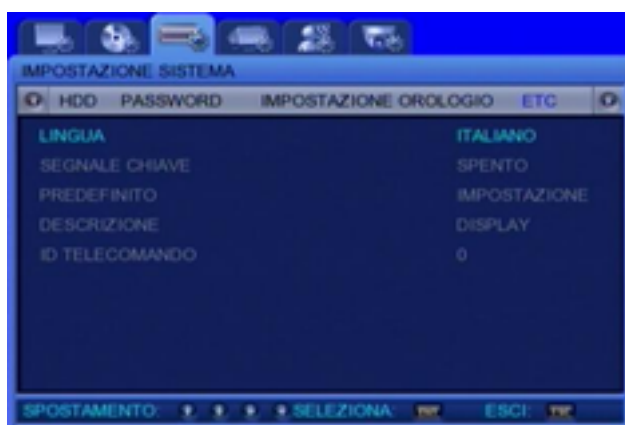 IMPOSTAZIONE SISTEMA
HDD PASSWORD IMPOSTAZIONE OROLOGIO ETC
LINGUA ITALIANO
SEGNALE CHIAVE SPENTO
PREDEFINITO IMPOSTAZIONE
DESCRIZIONE DISPLAY
ID TELECOMANDO 0
SPOSTAMENTO: SELEZIONA: ESCI: